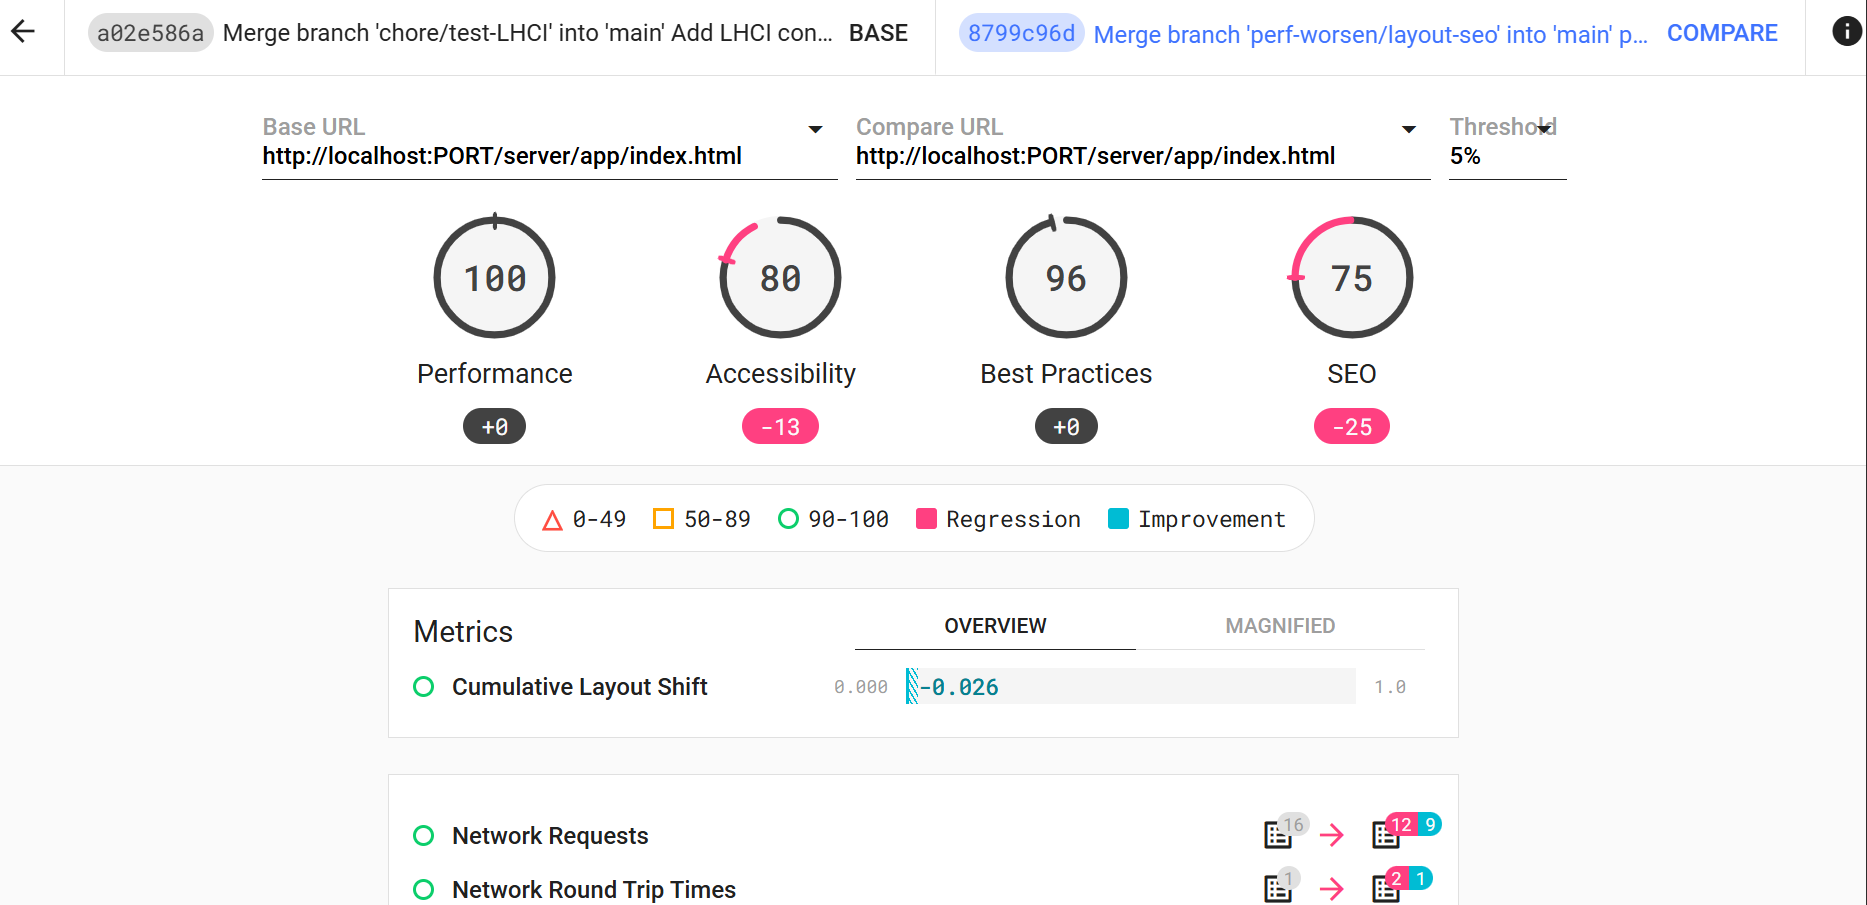 a02e586a Merge branch 'chore/test-LHCI' into 'main' Add LHCI con... BASE
8799c96d Merge branch 'perf-worsen/layout-seo' into 'main' p... COMPARE
Base URL
http://localhost:PORT/server/app/index.html
Compare URL
http://localhost:PORT/server/app/index.html
Threshold
5%
100
Performance
+0
80
Accessibility
-13
96
Best Practices
+0
75
SEO
-25
0-49 50-89 90-100 Regression Improvement
Metrics
OVERVIEW MAGNIFIED
Cumulative Layout Shift 0.000 -0.026 1.0
Network Requests 16 12 9
Network Round Trip Times 1 2 1